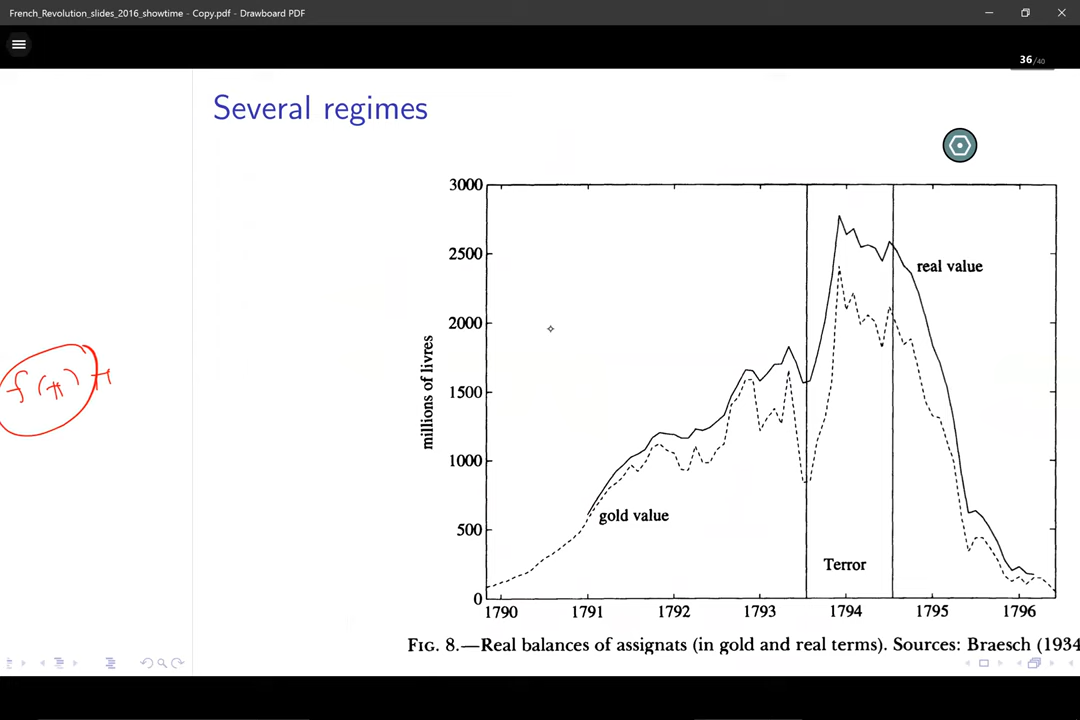 French_Revolution_slides_2016_showtime - Copy.pdf - Drawboard PDF
36/40
Several regimes
3000
2500
2000
1500
1000
500
0
millions of livres
real value
gold value
Terror
1790 1791 1792 1793 1794 1795 1796
f(π)
FIG. 8.—Real balances of assignats (in gold and real terms). Sources: Braesch (1934